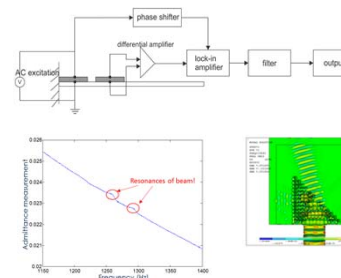 phase shifter
differential amplifier
AC excitation
V
lock-in
amplifier
filter
outpu
0.026
0.025
0.024
0.023
0.022
0.021
0.02
Admittance measurement
Resonances of beam!
1150 1200 1250 1300 1350 1400
Frequency (Hz)